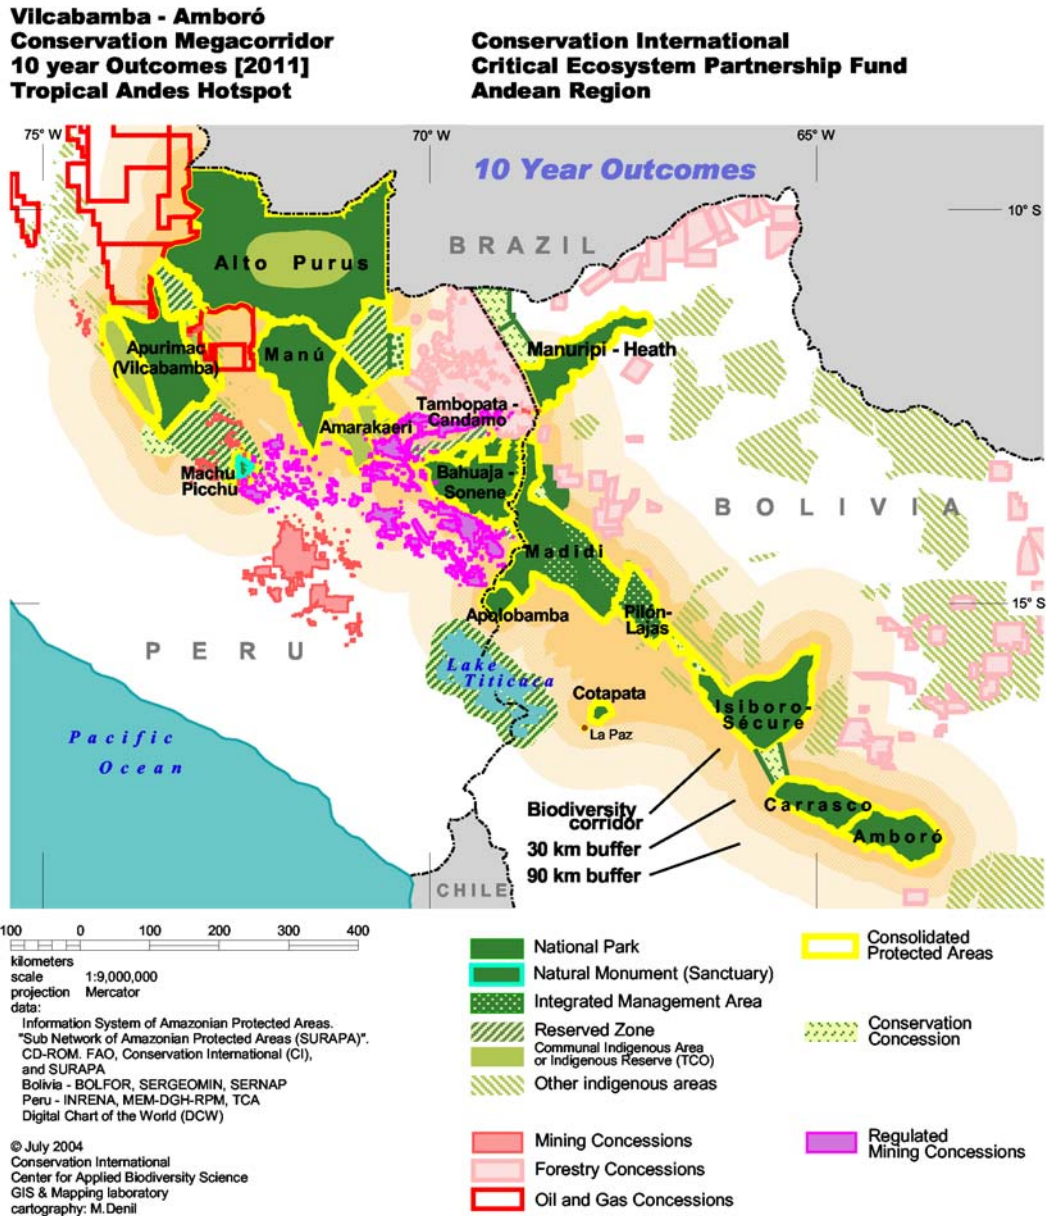 Vilcabamba - Amboró
Conservation Megacorridor
10 year Outcomes [2011]
Tropical Andes Hotspot
Conservation International
Critical Ecosystem Partnership Fund
Andean Region
75° W
70° W
65° W
10 Year Outcomes
10° S
BRAZIL
Alto Purus
Apurimac
(Vilcabamba)
Manú
Manuripi - Heath
Tambopata -
Candamo
Amarakaeri
Machu
Picchu
Bahuaja -
Sonene
BOLIVIA
Madidi
Apolobamba
Pilón-
Lajas
15° S
PERU
Lake
Titicaca
Cotapata
La Paz
Isiboro-
Sécure
Pacific
Ocean
Biodiversity
corridor
30 km buffer
90 km buffer
Carrasco
Amboró
CHILE
100 0 100 200 300 400
kilometers
scale 1:9,000,000
projection Mercator
data:
Information System of Amazonian Protected Areas.
"Sub Network of Amazonian Protected Areas (SURAPA)".
CD-ROM. FAO, Conservation International (CI),
and SURAPA
Bolivia - BOLFOR, SERGEOMIN, SERNAP
Peru - INRENA, MEM-DGH-RPM, TCA
Digital Chart of the World (DCW)
© July 2004
Conservation International
Center for Applied Biodiversity Science
GIS & Mapping laboratory
cartography: M.Denil
National Park
Natural Monument (Sanctuary)
Integrated Management Area
Reserved Zone
Communal Indigenous Area
or Indigenous Reserve (TCO)
Other indigenous areas
Mining Concessions
Forestry Concessions
Oil and Gas Concessions
Consolidated
Protected Areas
Conservation
Concession
Regulated
Mining Concessions